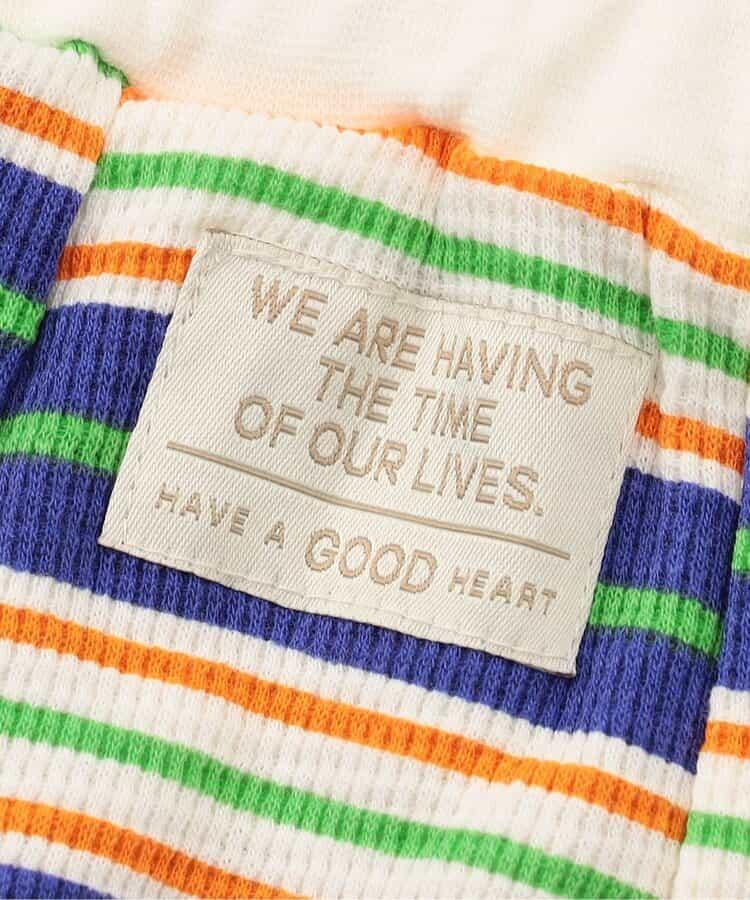 WE ARE HAVING
THE TIME
OF OUR LIVES.
HAVE A GOOD HEART